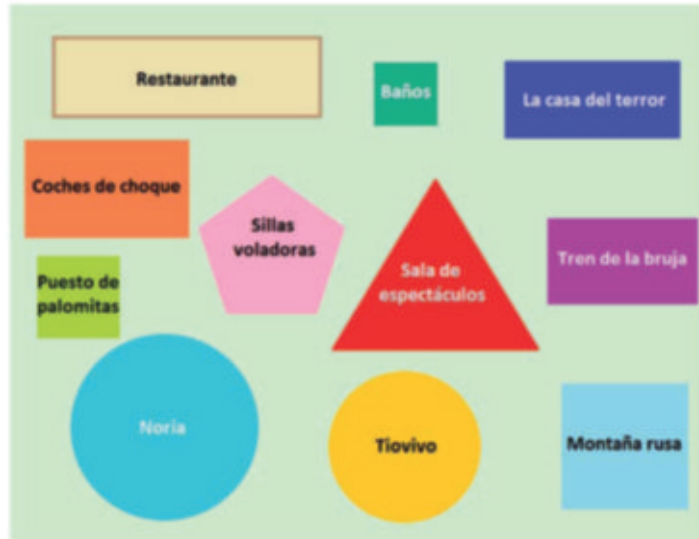 Restaurante
Baños
La casa del terror
Coches de choque
Sillas
voladoras
Sala de
espectáculos
Tren de la bruja
Puesto de
palomitas
Noria
Tiovivo
Montaña rusa